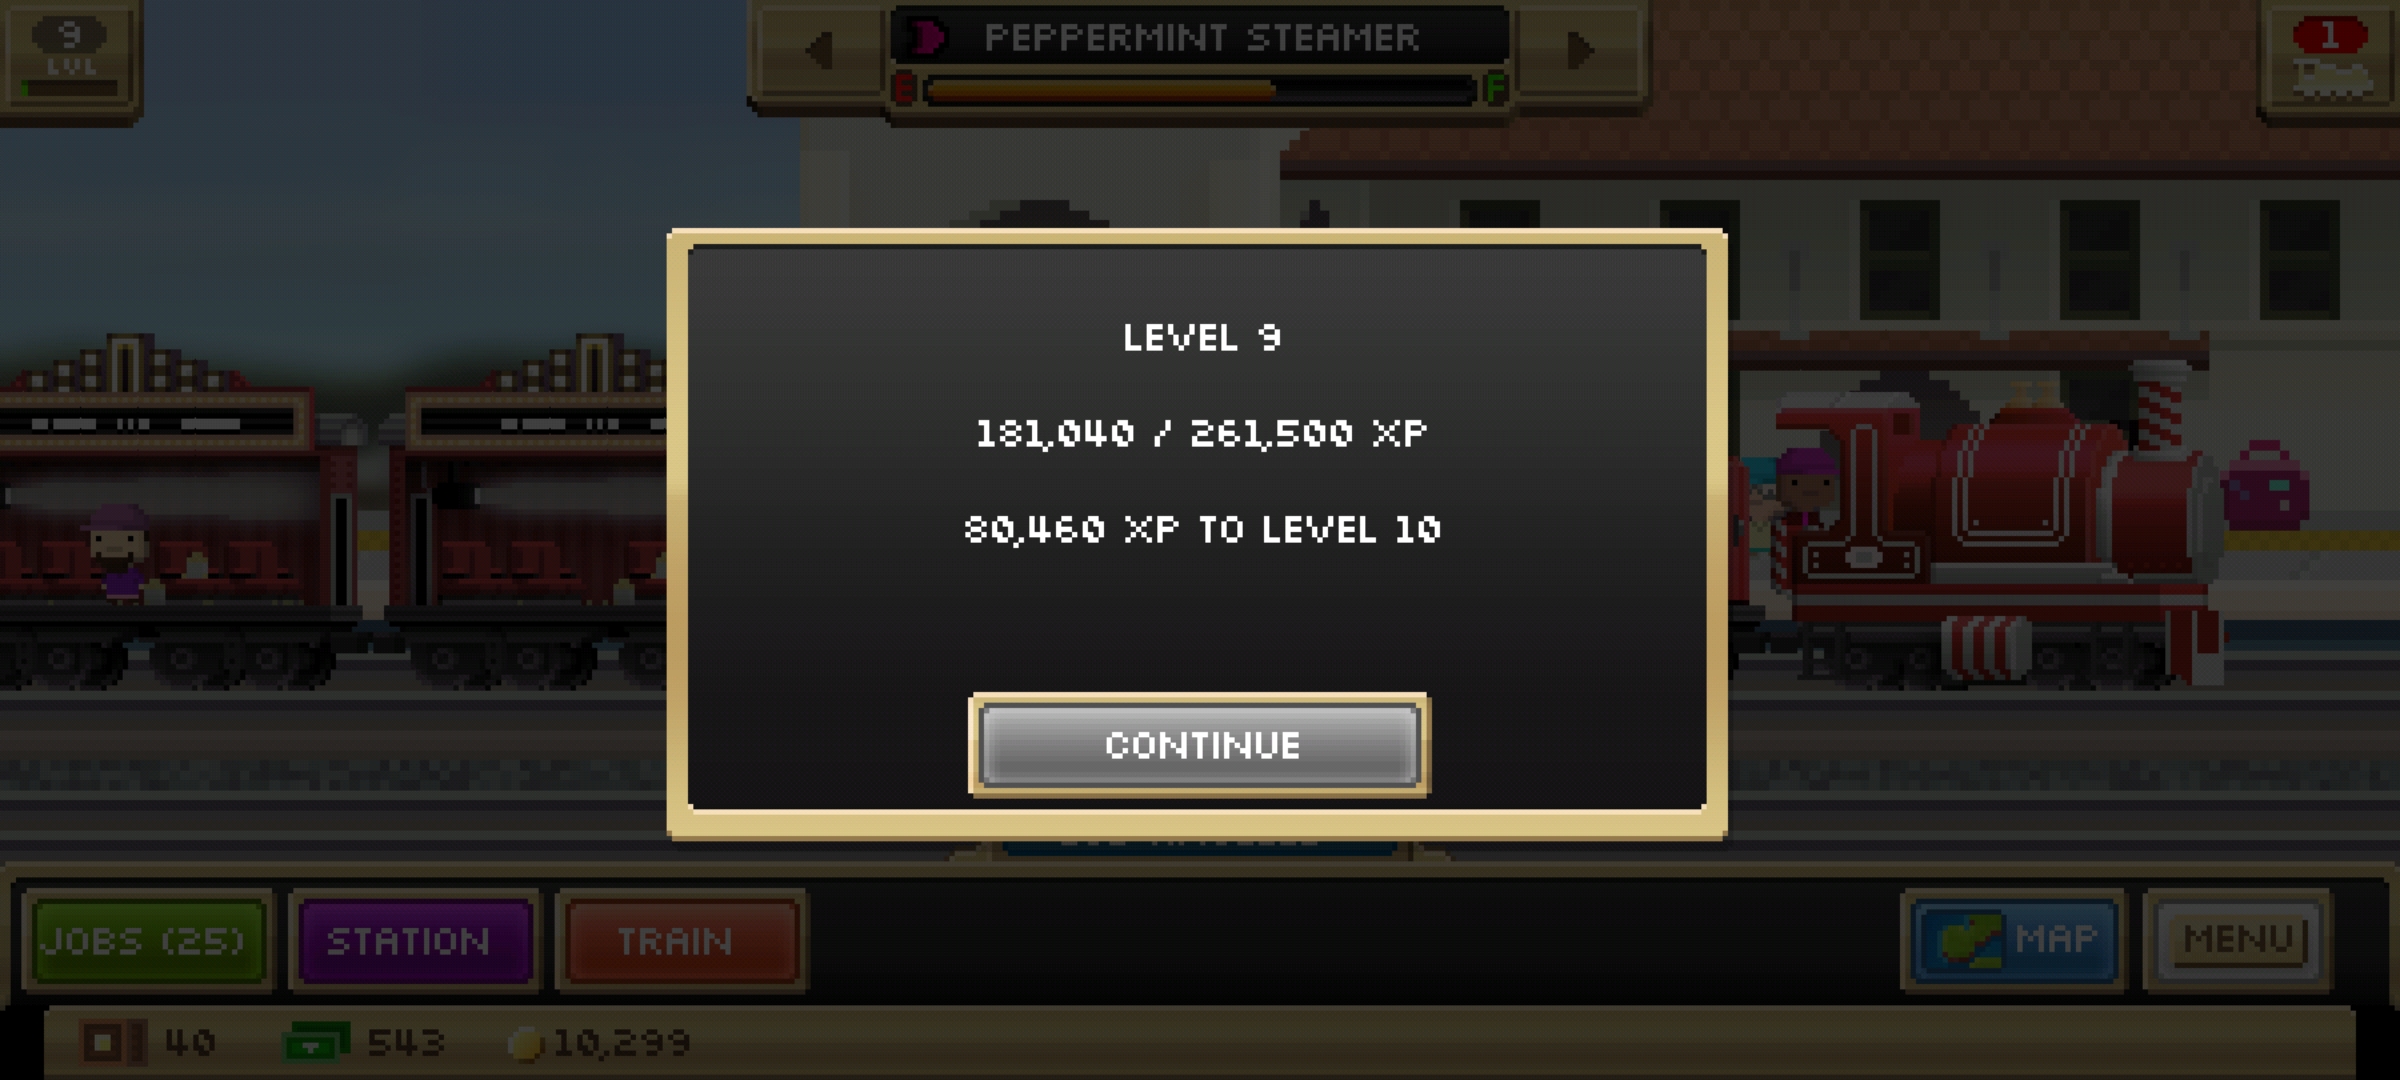 9
LVL
PEPPERMINT STEAMER
E
F
1
LEVEL 9
181,040 / 261,500 XP
80,460 XP TO LEVEL 10
CONTINUE
JOBS (25)
STATION
TRAIN
MAP
MENU
40
543
10,299